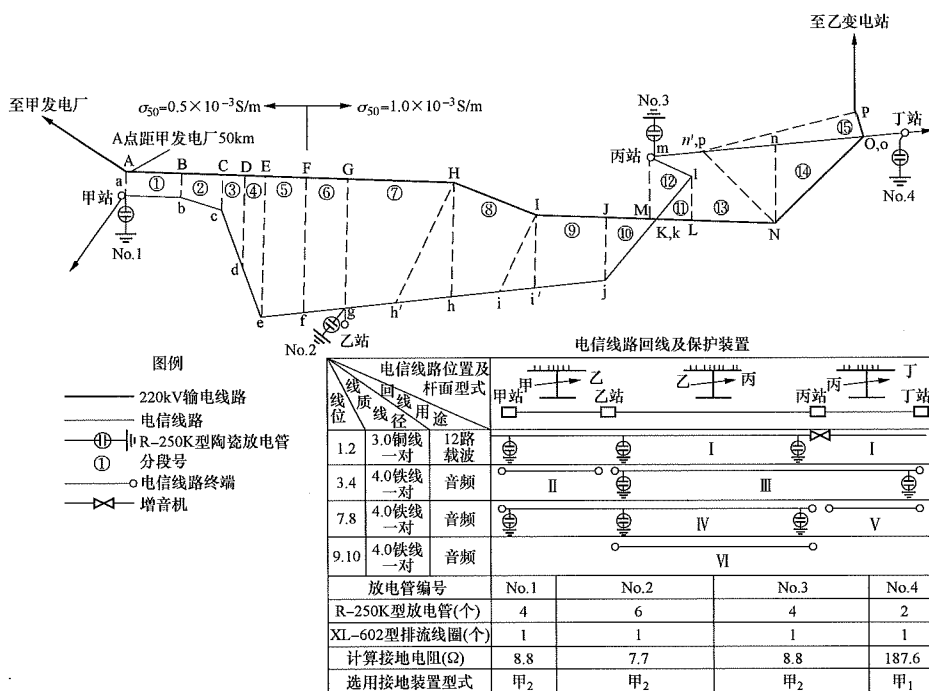 至乙变电站
至甲发电厂
σ50=0.5×10⁻³S/m
σ50=1.0×10⁻³S/m
A点距甲发电厂50km
No.3
丙站
丁站
No.4
甲站
No.1
乙站
No.2
A
B
C
D
E
F
G
H
I
J
M
K,k
L
N
O,o
P
a
b
c
d
e
f
g
h'
h
i
i'
j
l
m
n',p
n
①
②
③
④
⑤
⑥
⑦
⑧
⑨
⑩
⑪
⑫
⑬
⑭
⑮
图例
220kV输电线路
电信线路
R-250K型陶瓷放电管
① 分段号
电信线路终端
增音机
电信线路回线及保护装置
线位 线质线径 回线用途 电信线路位置及杆面型式
甲 乙 乙 丙 丙 丁
甲站 乙站 丙站 丁站
1.2 3.0铜线一对 12路载波 I I
3.4 4.0铁线一对 音频 II III
7.8 4.0铁线一对 音频 IV V
9.10 4.0铁线一对 音频 VI
放电管编号 No.1 No.2 No.3 No.4
R-250K型放电管(个) 4 6 4 2
XL-602型排流线圈(个) 1 1 1 1
计算接地电阻(Ω) 8.8 7.7 8.8 187.6
选用接地装置型式 甲2 甲2 甲2 甲1